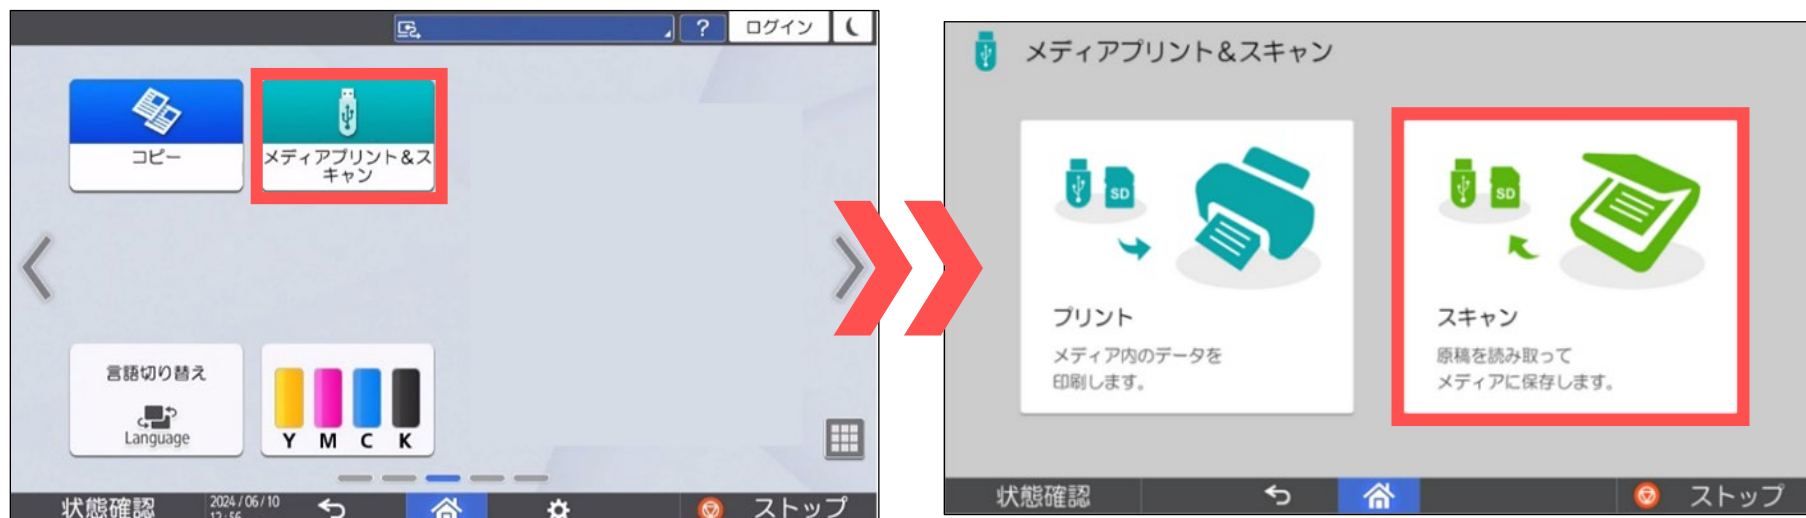 ? ログイン
コピー
メディアプリント&ス
キャン
言語切り替え
Language
Y M C K
状態確認
2024/06/10
ストップ
メディアプリント&スキャン
SD
プリント
メディア内のデータを
印刷します。
SD
スキャン
原稿を読み取って
メディアに保存します。
状態確認
ストップ